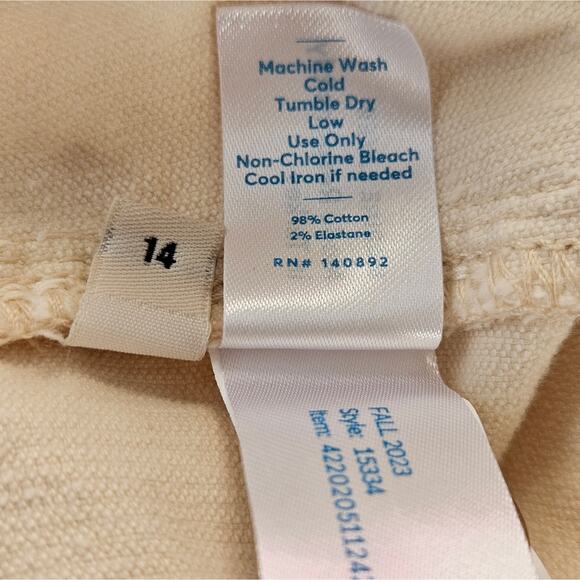 Machine Wash
Cold
Tumble Dry
Low
Use Only
Non-Chlorine Bleach
Cool Iron if needed
98% Cotton
2% Elastane
RN# 140892
14
FALL 2023
Style: 15334
Item: